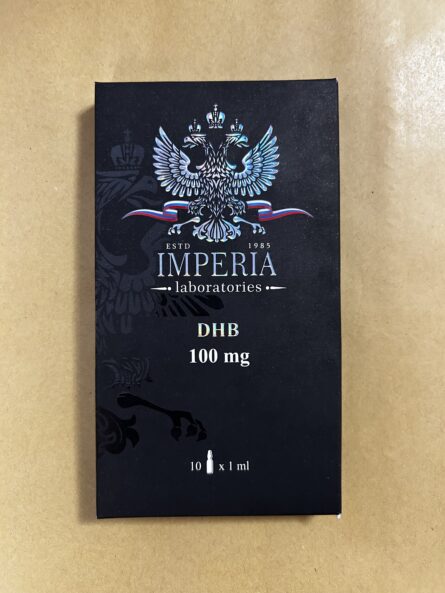 ESTD 1985
IMPERIA
laboratories
DHB
100 mg
10 x 1 ml